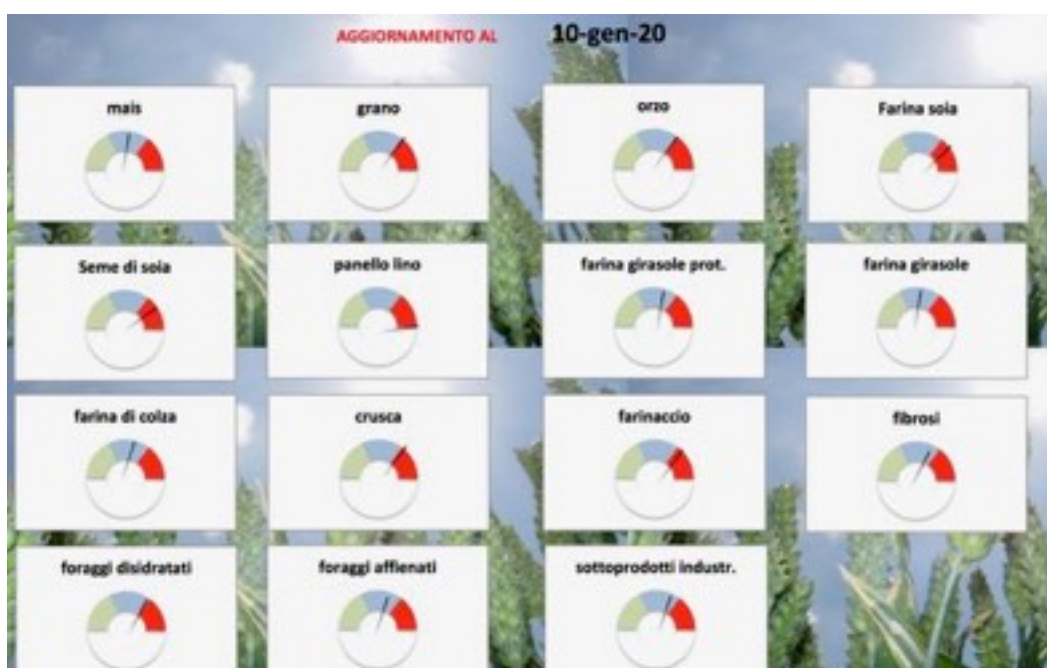 AGGIORNAMENTO AL 10-gen-20
mais
grano
orzo
Farina soia
Seme di soia
panello lino
farina girasole prot.
farina girasole
farina di colza
crusca
farinaccio
fibrosi
foraggi disidratati
foraggi affienati
sottoprodotti industr.